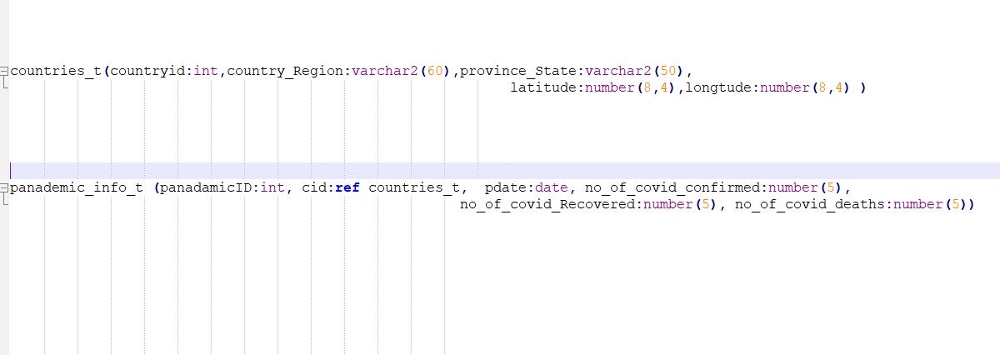 countries_t(countryid:int,country_Region:varchar2(60),province_State:varchar2(50),
latitude:number(8,4),longtude:number(8,4) )
panademic_info_t (panadamicID:int, cid:ref countries_t,  pdate:date, no_of_covid_confirmed:number(5),
no_of_covid_Recovered:number(5), no_of_covid_deaths:number(5))